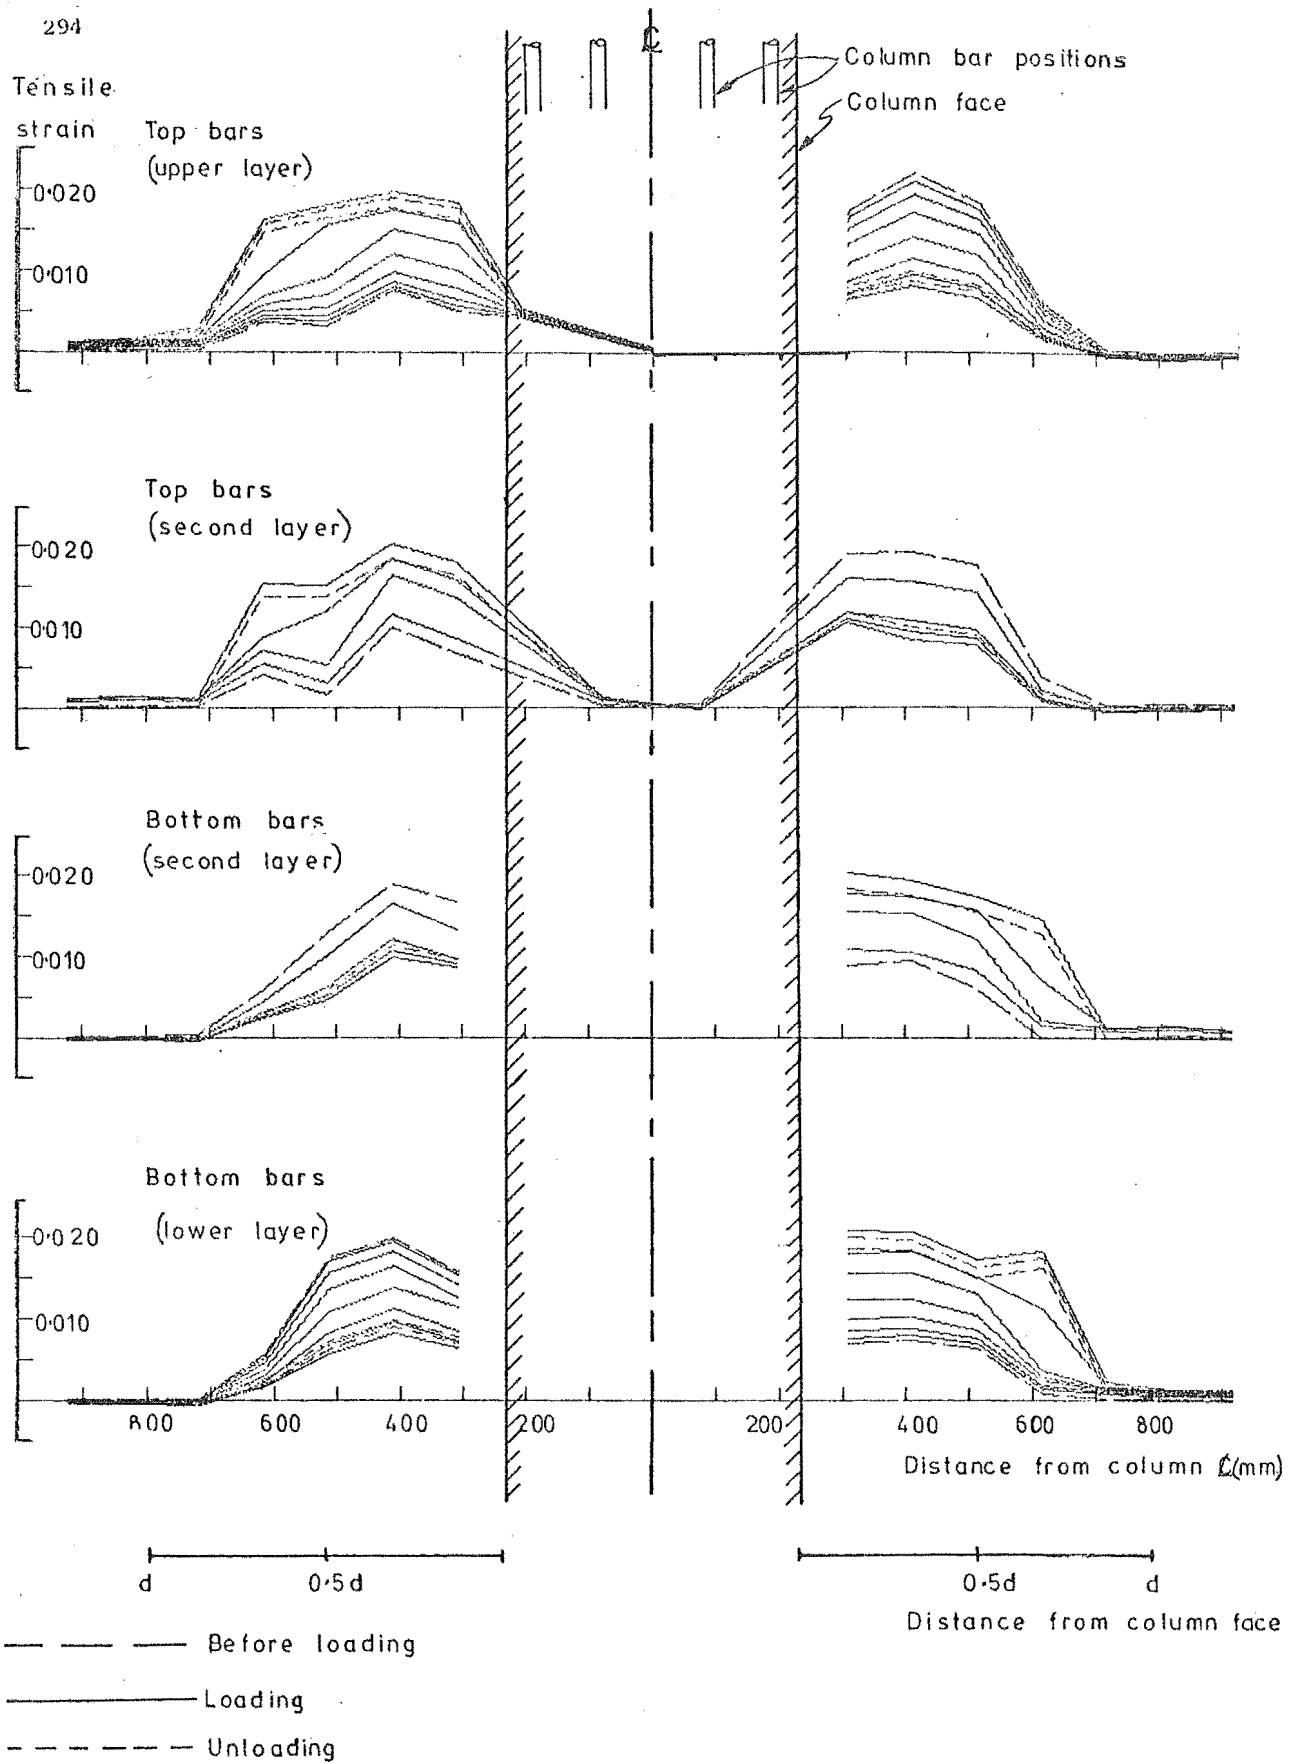 294
℄
Column bar positions
Column face
Tensile
strain
Top bars
(upper layer)
0·020
0·010
Top bars
(second layer)
0·020
0·010
Bottom bars
(second layer)
0·020
0·010
Bottom bars
(lower layer)
0·020
0·010
800 600 400 200 200 400 600 800
Distance from column ℄(mm)
d 0·5d 0·5d d
Distance from column face
Before loading
Loading
Unloading